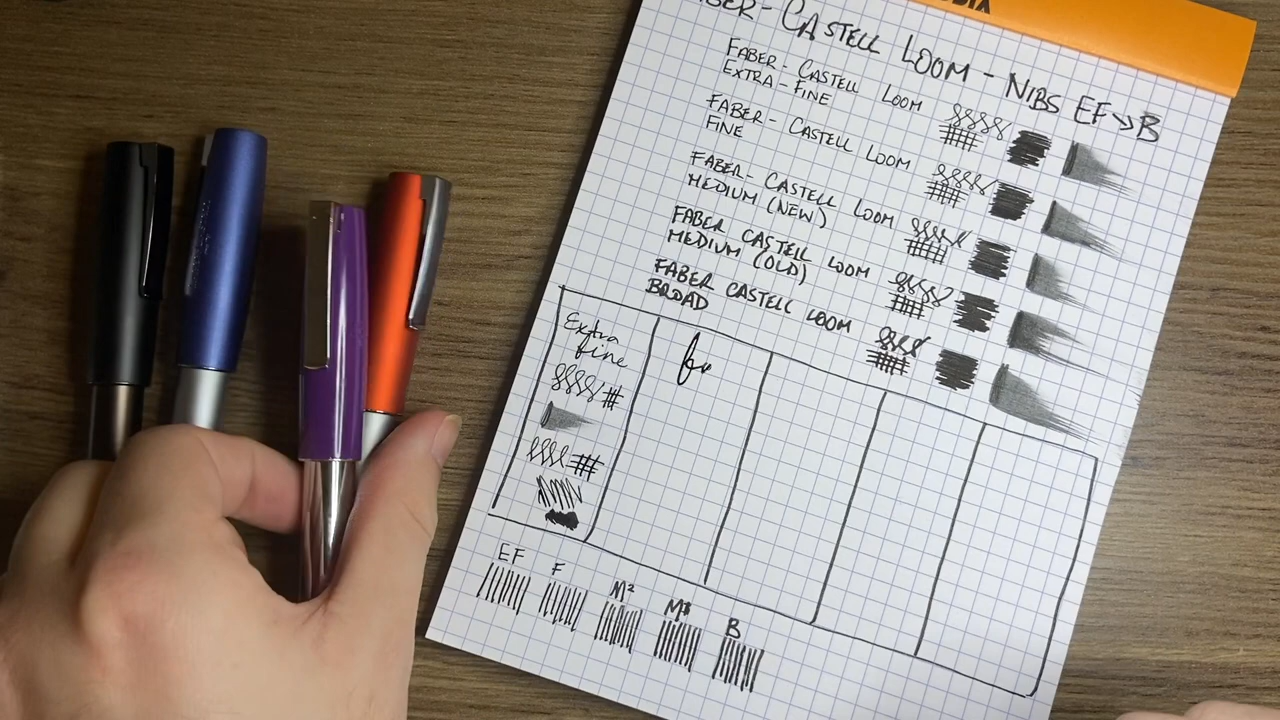 CASTELL LOOM - NIBS EF→B
FABER-CASTELL LOOM
EXTRA-FINE
FABER-CASTELL LOOM
FINE
FABER-CASTELL LOOM
MEDIUM (NEW)
FABER CASTELL LOOM
MEDIUM (OLD)
FABER CASTELL LOOM
BROAD
Extra
fine
EF
F
M²
B